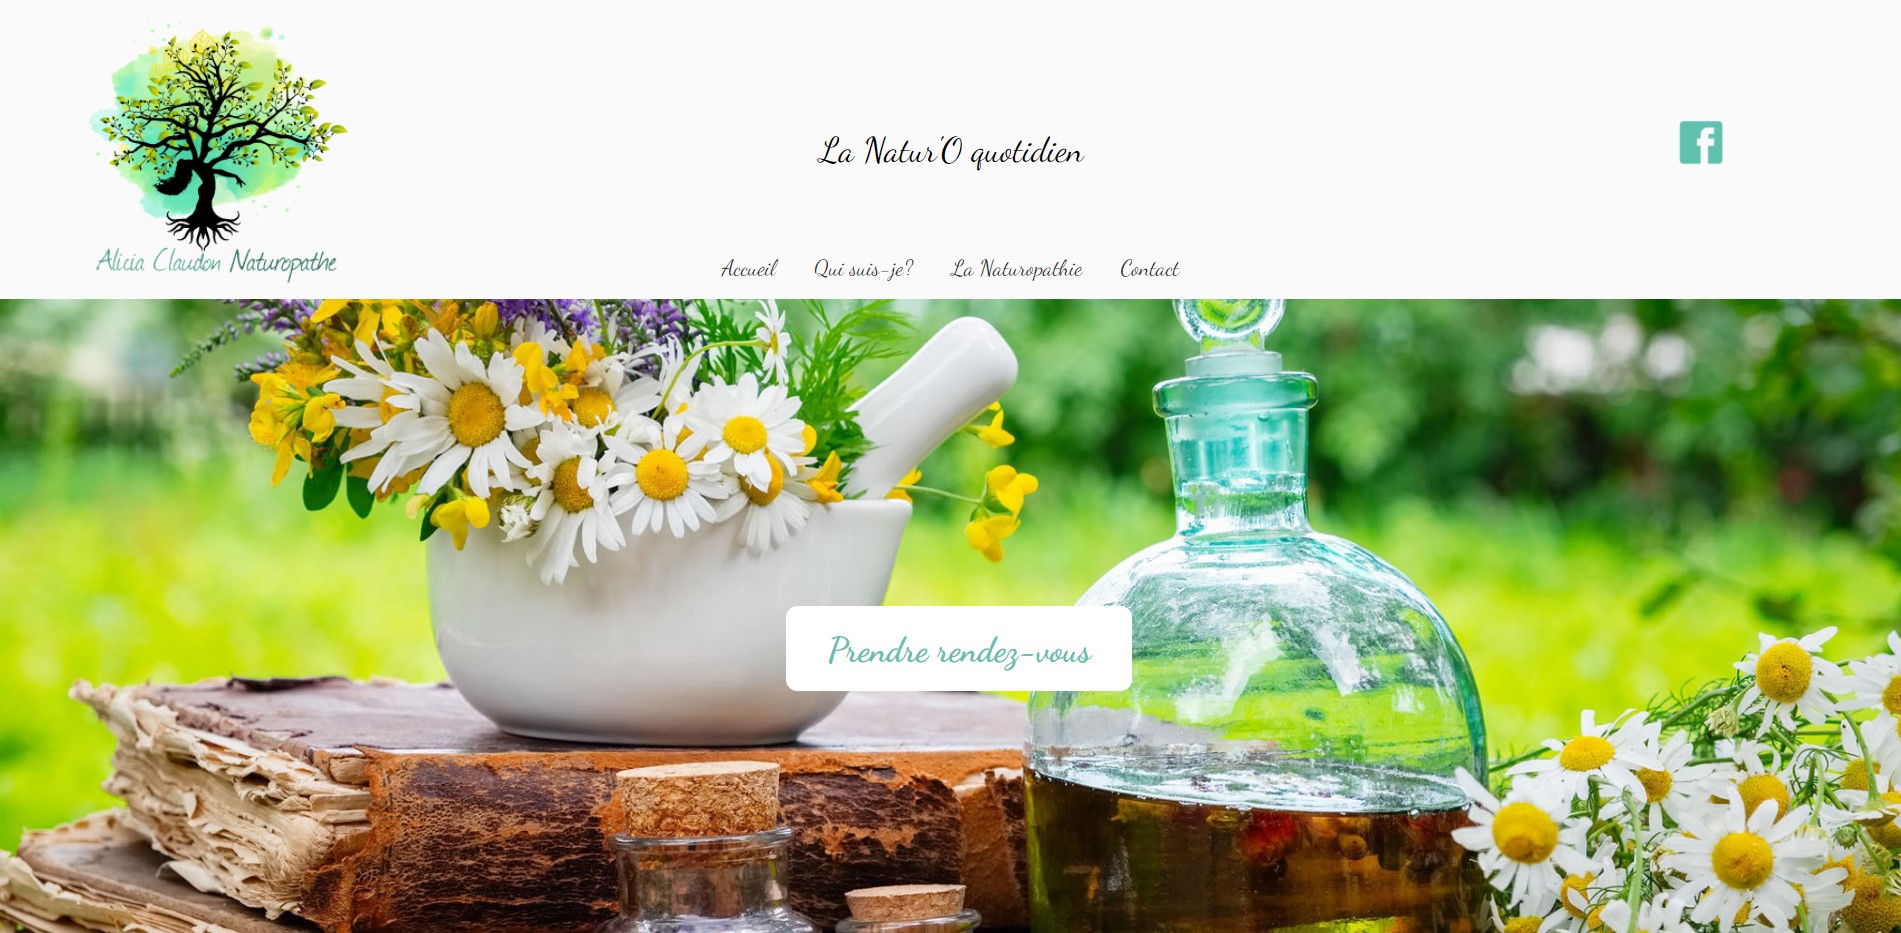 Alicia Claudon Naturopathe
La Natur'O quotidien
Accueil Qui suis-je? La Naturopathie Contact
Prendre rendez-vous